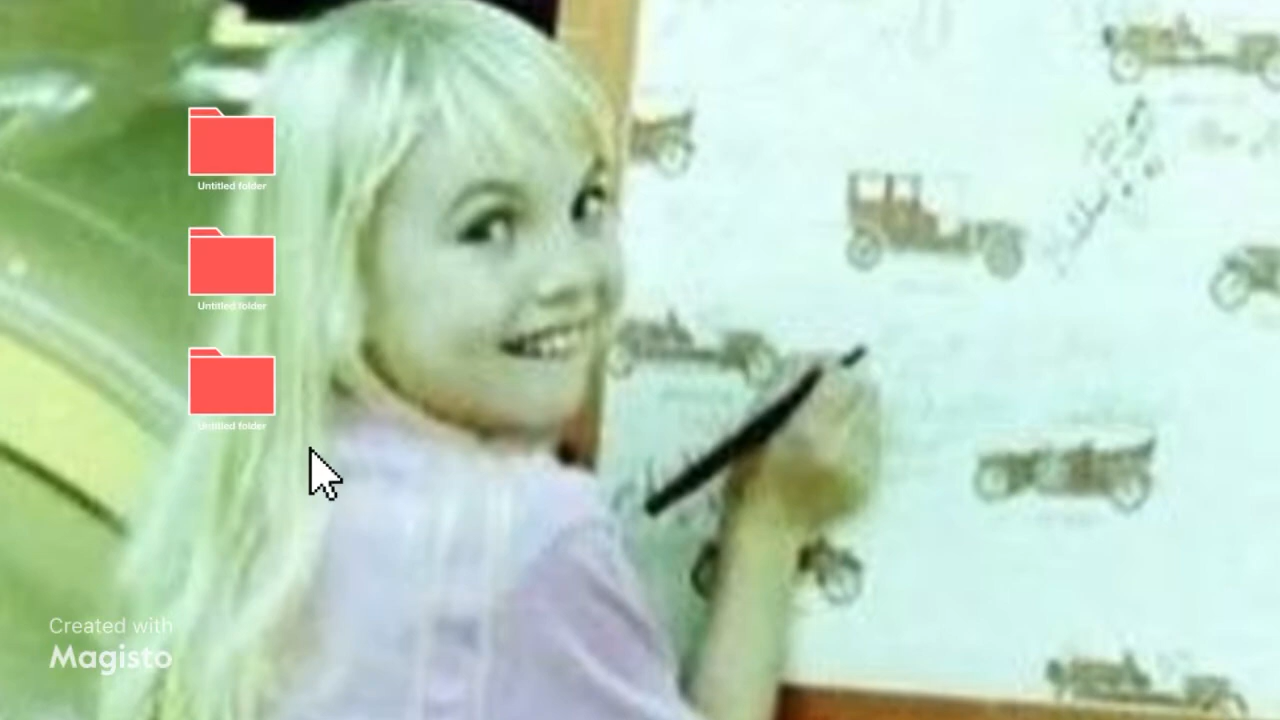 Untitled folder
Untitled folder
Untitled folder
Created with
Magisto